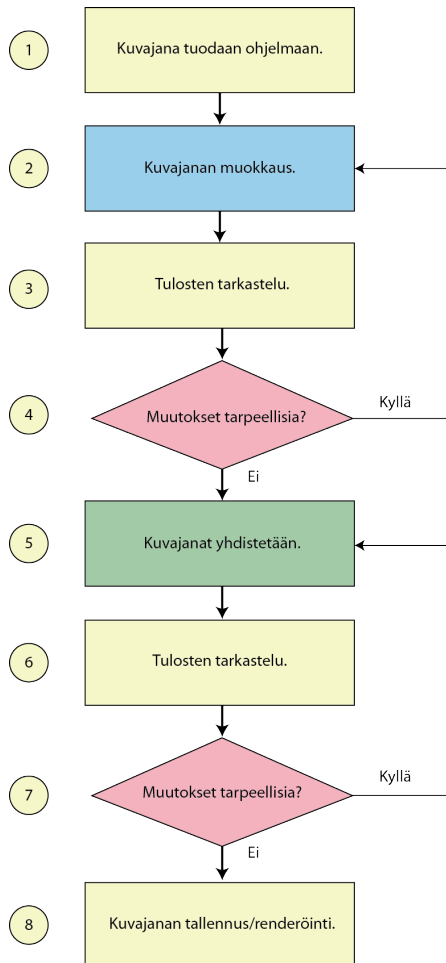 1
Kuvajana tuodaan ohjelmaan.
2
Kuvajanan muokkaus.
3
Tulosten tarkastelu.
4
Muutokset tarpeellisia?
Kyllä
Ei
5
Kuvajanat yhdistetään.
6
Tulosten tarkastelu.
7
Muutokset tarpeellisia?
Kyllä
Ei
8
Kuvajanan tallennus/renderöinti.